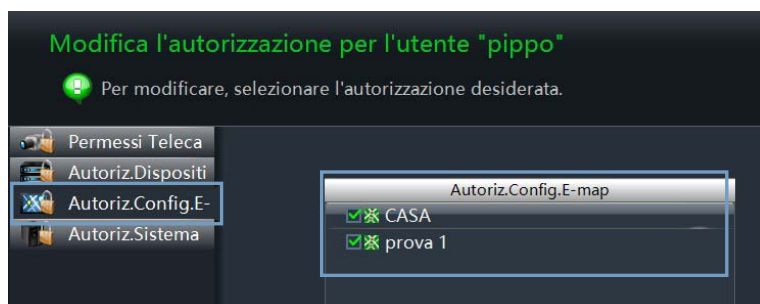 Modifica l'autorizzazione per l'utente "pippo"
Per modificare, selezionare l'autorizzazione desiderata.
Permessi Teleca
Autoriz.Dispositi
Autoriz.Config.E-
Autoriz.Sistema
Autoriz.Config.E-map
CASA
prova 1